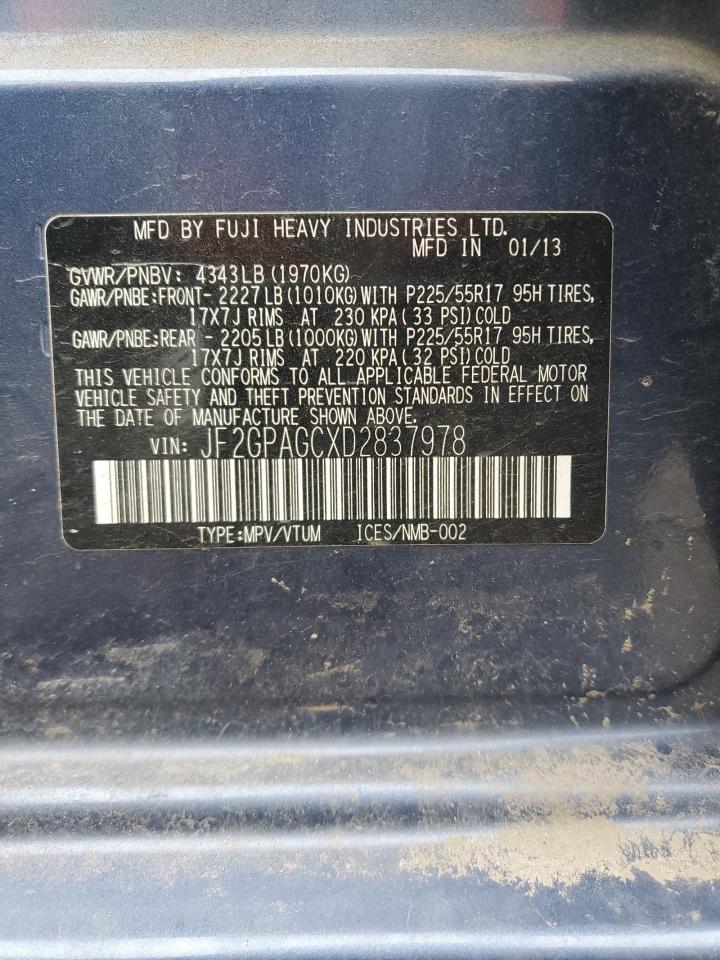 MFD BY FUJI HEAVY INDUSTRIES LTD.
MFD IN 01/13
GVWR/PNBV: 4343LB (1970KG)
GAWR/PNBE:FRONT- 2227 LB (1010KG) WITH P225/55R17 95H TIRES,
17X7J RIMS AT 230 KPA ( 33 PSI) COLD
GAWR/PNBE:REAR - 2205 LB (1000KG) WITH P225/55R17 95H TIRES,
17X7J RIMS AT 220 KPA ( 32 PSI) COLD
THIS VEHICLE CONFORMS TO ALL APPLICABLE FEDERAL MOTOR
VEHICLE SAFETY AND THEFT PREVENTION STANDARDS IN EFFECT ON
THE DATE OF MANUFACTURE SHOWN ABOVE.
VIN: JF2GPAGCXD2837978
TYPE:MPV/VTUM ICES/NMB-002